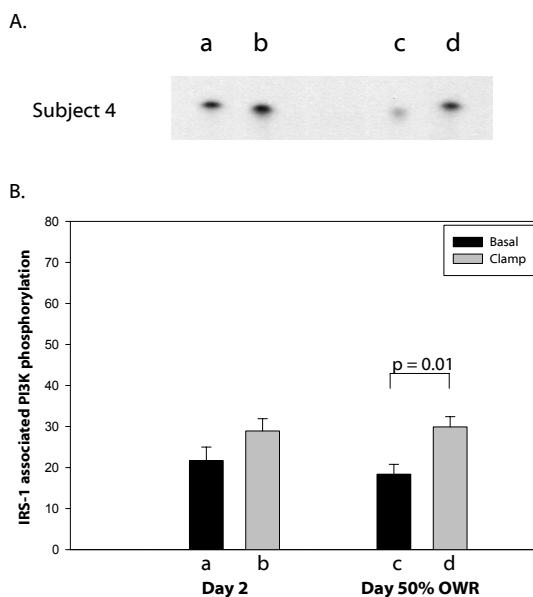 A.
a b c d
Subject 4
B.
IRS-1 associated PI3K phosphorylation
80
70
60
50
40
30
20
10
0
Basal
Clamp
p = 0.01
a b c d
Day 2 Day 50% OWR